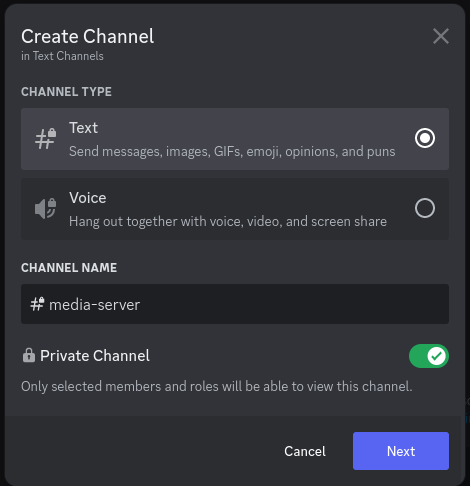 Create Channel
in Text Channels
CHANNEL TYPE
Text
Send messages, images, GIFs, emoji, opinions, and puns
Voice
Hang out together with voice, video, and screen share
CHANNEL NAME
media-server
Private Channel
Only selected members and roles will be able to view this channel.
Cancel Next